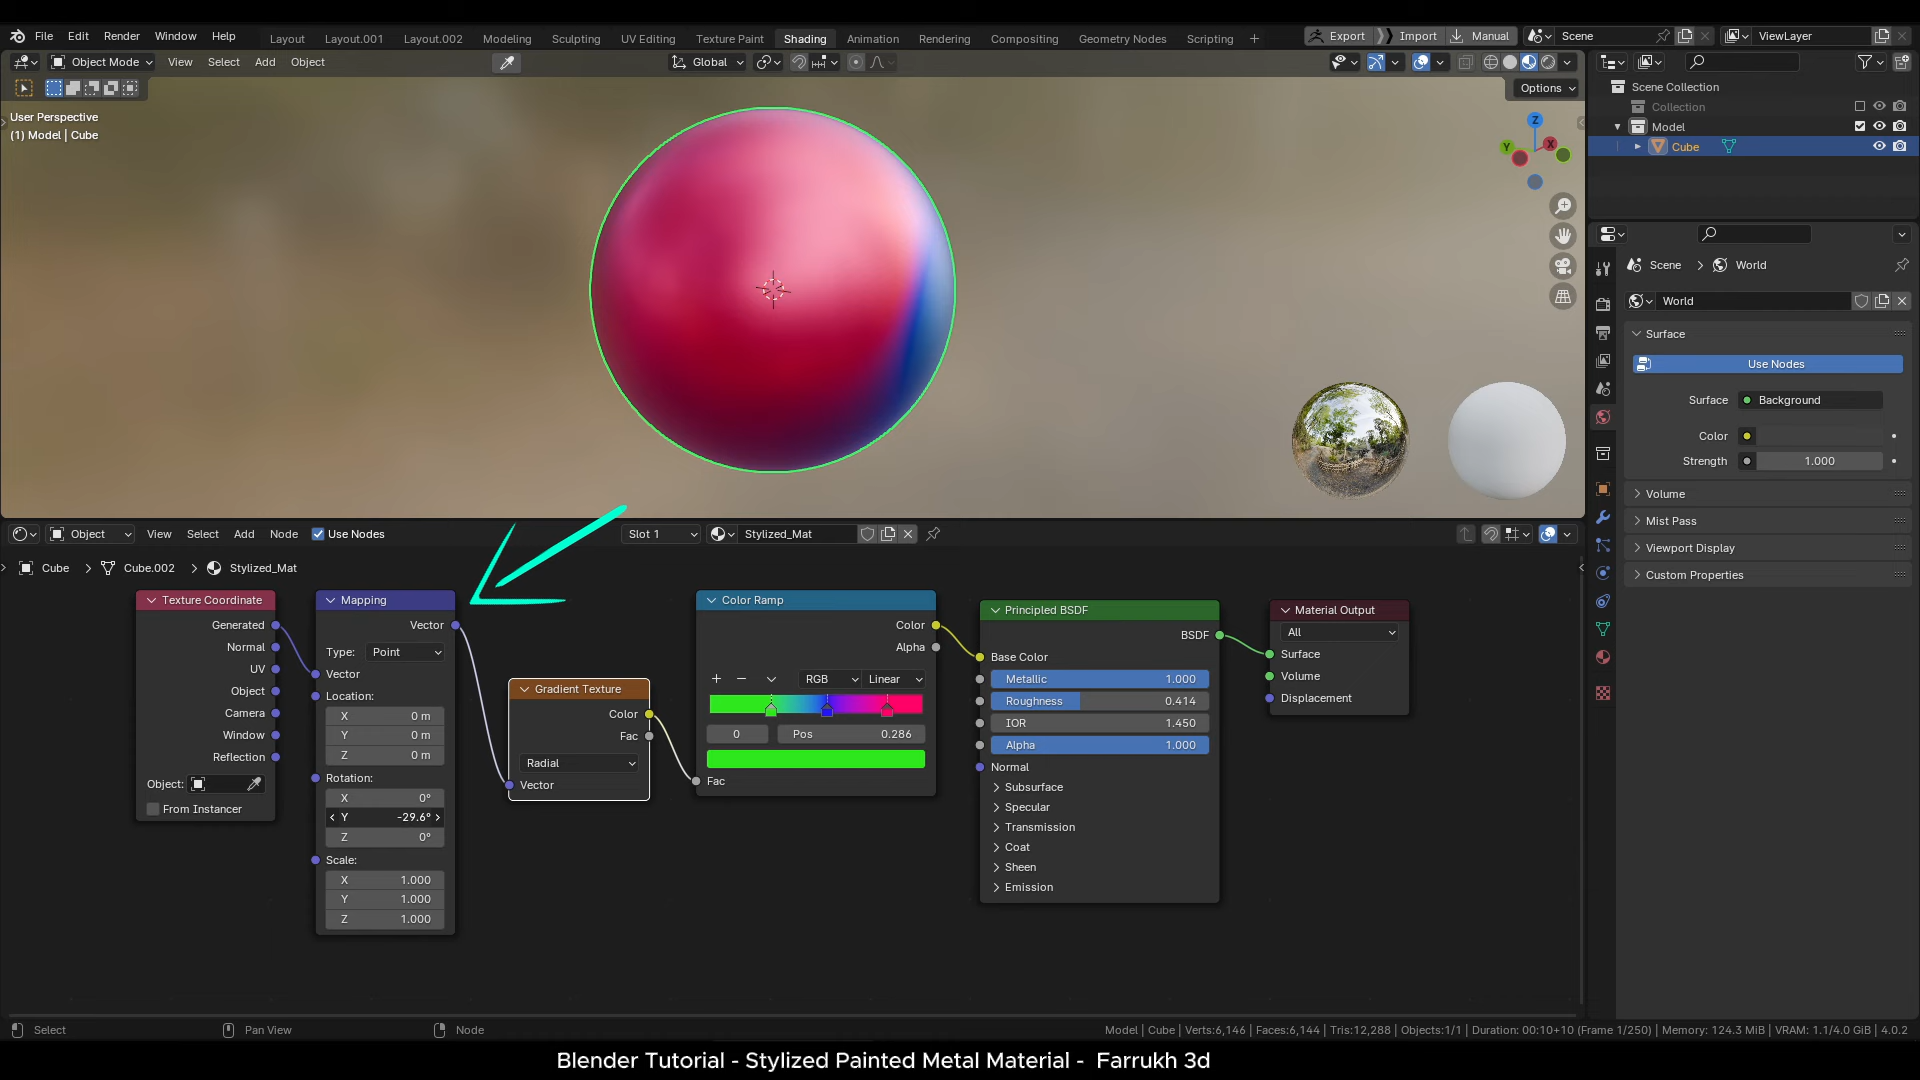 File Edit Render Window Help Layout Layout.001 Layout.002 Modeling Sculpting UV Editing Texture Paint Shading Animation Rendering Compositing Geometry Nodes Scripting + Export Import Manual Scene ViewLayer
Object Mode View Select Add Object Global
Options
User Perspective
(1) Model | Cube
Z
Y X
Scene Collection
Collection
Model
Cube
Scene > World
World
Surface
Use Nodes
Surface Background
Color
Strength 1.000
Volume
Mist Pass
Viewport Display
Custom Properties
Object View Select Add Node Use Nodes Slot 1 Stylized_Mat
Cube > Cube.002 > Stylized_Mat
Texture Coordinate
Generated
Normal
UV
Object
Camera
Window
Reflection
Object:
From Instancer
Mapping
Vector
Type: Point
Vector
Location:
X 0 m
Y 0 m
Z 0 m
Rotation:
X 0°
Y -29.6°
Z 0°
Scale:
X 1.000
Y 1.000
Z 1.000
Gradient Texture
Color
Fac
Radial
Vector
Color Ramp
Color
Alpha
+ − RGB Linear
0 Pos 0.286
Fac
Principled BSDF
BSDF
Base Color
Metallic 1.000
Roughness 0.414
IOR 1.450
Alpha 1.000
Normal
Subsurface
Specular
Transmission
Coat
Sheen
Emission
Material Output
All
Surface
Volume
Displacement
Select Pan View Node Model | Cube | Verts:6,146 | Faces:6,144 | Tris:12,288 | Objects:1/1 | Duration: 00:10+10 (Frame 1/250) | Memory: 124.3 MiB | VRAM: 1.1/4.0 GiB | 4.0.2
Blender Tutorial - Stylized Painted Metal Material - Farrukh 3d